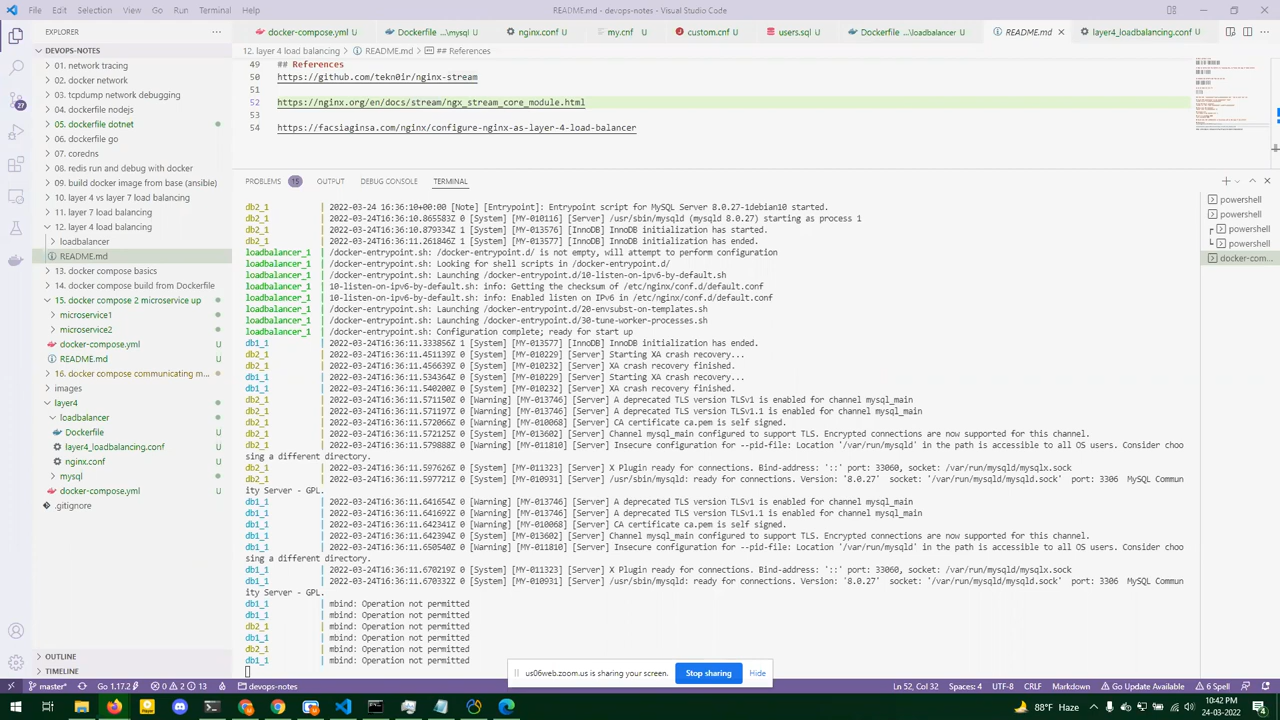 File Edit Selection View Go Run Terminal Help
README.md - devops-notes - Visual Studio Code
EXPLORER
docker-compose.yml
Dockerfile ...\mysql
nginx.conf
my.cnf
custom.cnf
users.sql
Dockerfile ...\loadbalancer
README.md
layer4_loadbalancing.conf
DEVOPS-NOTES
01. network tracing
02. docker network
03. tcpdump network debugging
04. dockerfile nodejs
05. dockerfile dotnet
06. dockerfile go
07. coredns
08. redis run and debug with docker
09. build docker image from base (ansible)
10. layer 4 vs layer 7 load balancing
11. layer 7 load balancing
12. layer 4 load balancing
loadbalancer
README.md
13. docker compose basics
14. docker compose build from Dockerfile
15. docker compose 2 microservice up
microservice1
microservice2
docker-compose.yml U
README.md U
16. docker compose communicating m...
images
layer4
loadbalancer
Dockerfile U
layer4_loadbalancing.conf U
nginx.conf U
mysql
docker-compose.yml U
.gitignore
OUTLINE
TIMELINE
27
12. layer 4 load balancing > README.md > ## References
49 ## References
50 https://github.com/tekn0ir/nginx-stream
51
52 https://nginx.org/en/docs/stream/ngx_stream_core_module.html
53
54 https://facsiaginsa.com/nginx/configure-nginx-as-layer-4-load-balancer
PROBLEMS 15 OUTPUT DEBUG CONSOLE TERMINAL
db2_1 | 2022-03-24 16:36:10+00:00 [Note] [Entrypoint]: Entrypoint script for MySQL Server 8.0.27-1debian10 started.
db2_1 | 2022-03-24T16:36:10.865583Z 0 [System] [MY-010116] [Server] /usr/sbin/mysqld (mysqld 8.0.27) starting as process 1
db2_1 | 2022-03-24T16:36:10.879334Z 1 [System] [MY-013576] [InnoDB] InnoDB initialization has started.
db2_1 | 2022-03-24T16:36:11.261846Z 1 [System] [MY-013577] [InnoDB] InnoDB initialization has ended.
loadbalancer_1 | /docker-entrypoint.sh: /docker-entrypoint.d/ is not empty, will attempt to perform configuration
loadbalancer_1 | /docker-entrypoint.sh: Looking for shell scripts in /docker-entrypoint.d/
loadbalancer_1 | /docker-entrypoint.sh: Launching /docker-entrypoint.d/10-listen-on-ipv6-by-default.sh
loadbalancer_1 | 10-listen-on-ipv6-by-default.sh: info: Getting the checksum of /etc/nginx/conf.d/default.conf
loadbalancer_1 | 10-listen-on-ipv6-by-default.sh: info: Enabled listen on IPv6 in /etc/nginx/conf.d/default.conf
loadbalancer_1 | /docker-entrypoint.sh: Launching /docker-entrypoint.d/20-envsubst-on-templates.sh
loadbalancer_1 | /docker-entrypoint.sh: Launching /docker-entrypoint.d/30-tune-worker-processes.sh
loadbalancer_1 | /docker-entrypoint.sh: Configuration complete; ready for start up
db1_1 | 2022-03-24T16:36:11.333856Z 1 [System] [MY-013577] [InnoDB] InnoDB initialization has ended.
db2_1 | 2022-03-24T16:36:11.451139Z 0 [System] [MY-010229] [Server] Starting XA crash recovery...
db2_1 | 2022-03-24T16:36:11.456639Z 0 [System] [MY-010232] [Server] XA crash recovery finished.
db1_1 | 2022-03-24T16:36:11.534364Z 0 [System] [MY-010229] [Server] Starting XA crash recovery...
db1_1 | 2022-03-24T16:36:11.540200Z 0 [System] [MY-010232] [Server] XA crash recovery finished.
db2_1 | 2022-03-24T16:36:11.571150Z 0 [Warning] [MY-013746] [Server] A deprecated TLS version TLSv1 is enabled for channel mysql_main
db2_1 | 2022-03-24T16:36:11.571197Z 0 [Warning] [MY-013746] [Server] A deprecated TLS version TLSv1.1 is enabled for channel mysql_main
db2_1 | 2022-03-24T16:36:11.572066Z 0 [Warning] [MY-010068] [Server] CA certificate ca.pem is self signed.
db2_1 | 2022-03-24T16:36:11.572125Z 0 [System] [MY-013602] [Server] Channel mysql_main configured to support TLS. Encrypted connections are now supported for this channel.
db2_1 | 2022-03-24T16:36:11.579888Z 0 [Warning] [MY-011810] [Server] Insecure configuration for --pid-file: Location '/var/run/mysqld' in the path is accessible to all OS users. Consider choo
sing a different directory.
db2_1 | 2022-03-24T16:36:11.597626Z 0 [System] [MY-011323] [Server] X Plugin ready for connections. Bind-address: '::' port: 33060, socket: /var/run/mysqld/mysqlx.sock
db2_1 | 2022-03-24T16:36:11.597721Z 0 [System] [MY-010931] [Server] /usr/sbin/mysqld: ready for connections. Version: '8.0.27' socket: '/var/run/mysqld/mysqld.sock' port: 3306 MySQL Commun
ity Server - GPL.
db1_1 | 2022-03-24T16:36:11.641654Z 0 [Warning] [MY-013746] [Server] A deprecated TLS version TLSv1 is enabled for channel mysql_main
db1_1 | 2022-03-24T16:36:11.641692Z 0 [Warning] [MY-013746] [Server] A deprecated TLS version TLSv1.1 is enabled for channel mysql_main
db1_1 | 2022-03-24T16:36:11.642341Z 0 [Warning] [MY-010068] [Server] CA certificate ca.pem is self signed.
db1_1 | 2022-03-24T16:36:11.642394Z 0 [System] [MY-013602] [Server] Channel mysql_main configured to support TLS. Encrypted connections are now supported for this channel.
db1_1 | 2022-03-24T16:36:11.650540Z 0 [Warning] [MY-011810] [Server] Insecure configuration for --pid-file: Location '/var/run/mysqld' in the path is accessible to all OS users. Consider choo
sing a different directory.
db1_1 | 2022-03-24T16:36:11.670219Z 0 [System] [MY-011323] [Server] X Plugin ready for connections. Bind-address: '::' port: 33060, socket: /var/run/mysqld/mysqlx.sock
db1_1 | 2022-03-24T16:36:11.670332Z 0 [System] [MY-010931] [Server] /usr/sbin/mysqld: ready for connections. Version: '8.0.27' socket: '/var/run/mysqld/mysqld.sock' port: 3306 MySQL Commun
ity Server - GPL.
db1_1 | mbind: Operation not permitted
db1_1 | mbind: Operation not permitted
db2_1 | mbind: Operation not permitted
db1_1 | mbind: Operation not permitted
db2_1 | mbind: Operation not permitted
db1_1 | mbind: Operation not permitted
powershell
powershell
powershell
powershell
docker-com...
us06web.zoom.us is sharing your screen. Stop sharing Hide
master* Go 1.17.2 0 2 13 devops-notes
Ln 52, Col 32 Spaces: 4 UTF-8 CRLF Markdown Go Update Available 6 Spell
88°F Haze
10:42 PM
24-03-2022